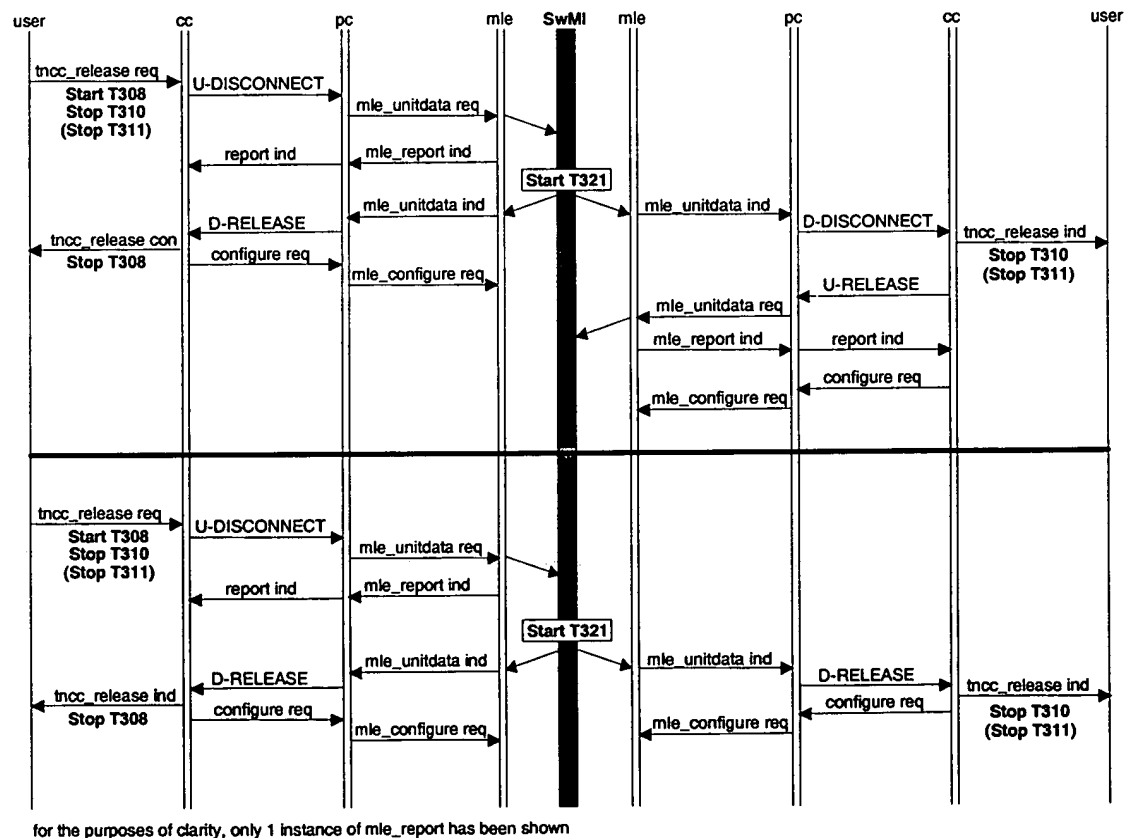 user cc pc mle SwMI mle pc cc user
tncc_release req
Start T308
Stop T310
(Stop T311)
U-DISCONNECT
mle_unitdata req
report ind
mle_report ind
Start T321
mle_unitdata ind
D-RELEASE
tncc_release con
Stop T308
configure req
mle_configure req
mle_unitdata ind
D-DISCONNECT
tncc_release ind
Stop T310
(Stop T311)
U-RELEASE
mle_unitdata req
mle_report ind
report ind
configure req
mle_configure req
tncc_release req
Start T308
Stop T310
(Stop T311)
U-DISCONNECT
mle_unitdata req
report ind
mle_report ind
Start T321
mle_unitdata ind
D-RELEASE
tncc_release ind
Stop T308
configure req
mle_configure req
mle_unitdata ind
D-RELEASE
tncc_release ind
Stop T310
(Stop T311)
configure req
mle_configure req
for the purposes of clarity, only 1 instance of mle_report has been shown